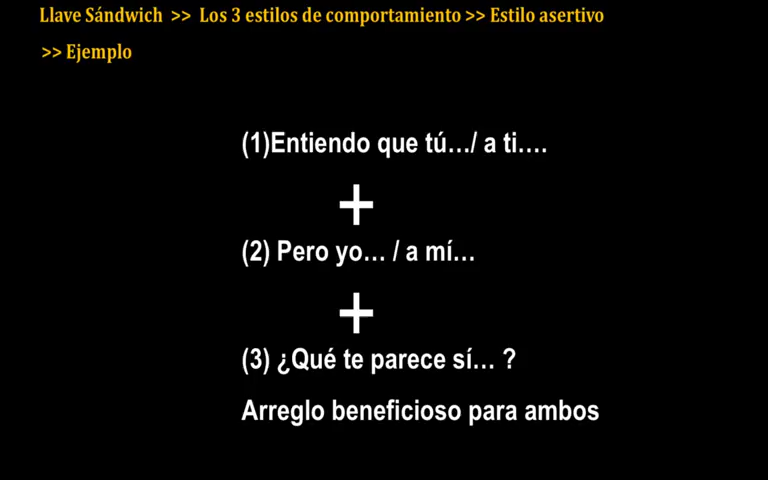 Llave Sándwich >> Los 3 estilos de comportamiento >> Estilo asertivo
>> Ejemplo
(1)Entiendo que tú…/ a ti….
+
(2) Pero yo… / a mí…
+
(3) ¿Qué te parece sí… ?
Arreglo beneficioso para ambos